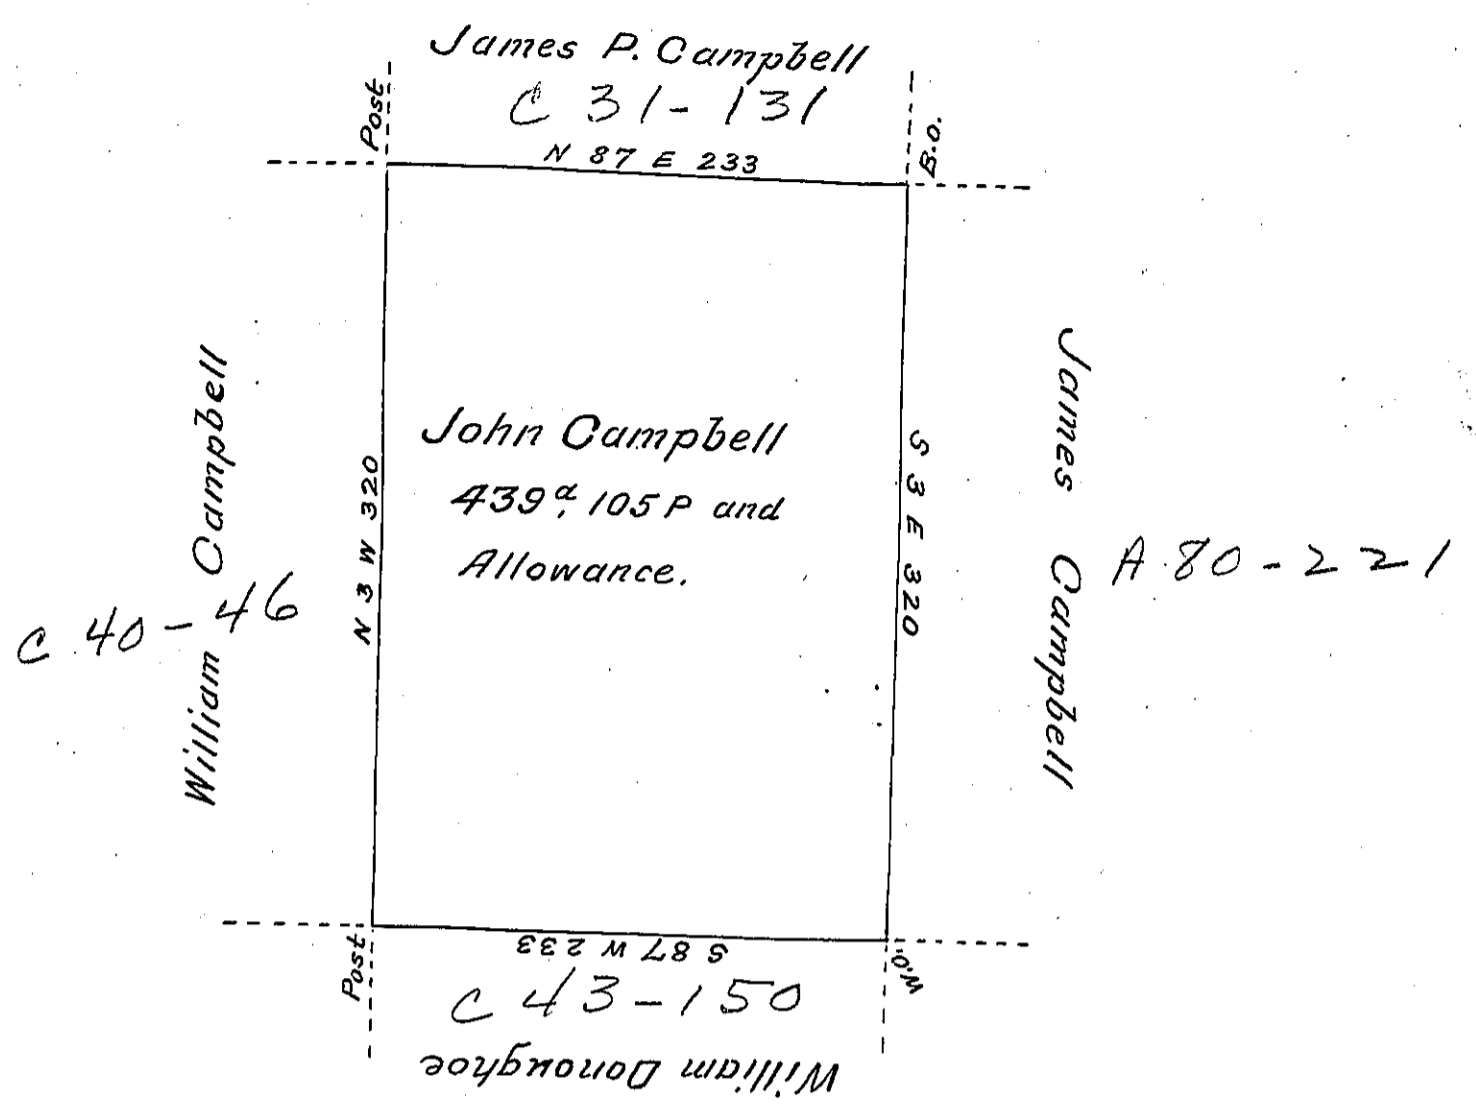 James P. Campbell
C 31-131
Post
B.O.
N 87 E 233
William Campbell
C 40-46
N 3 W 320
John Campbell
439a, 105 P and
Allowance.
S 3 E 320
James Campbell
A 80-221
Post
S 87 W 233
W.O.
C 43-150
William Donoughoe